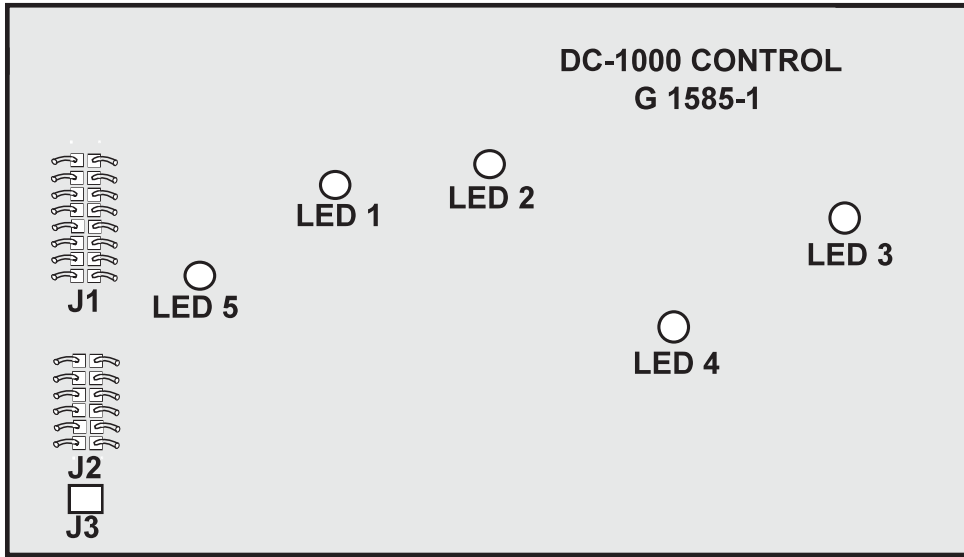 DC-1000 CONTROL
G 1585-1
LED 1
LED 2
LED 3
LED 5
LED 4
J1
J2
J3